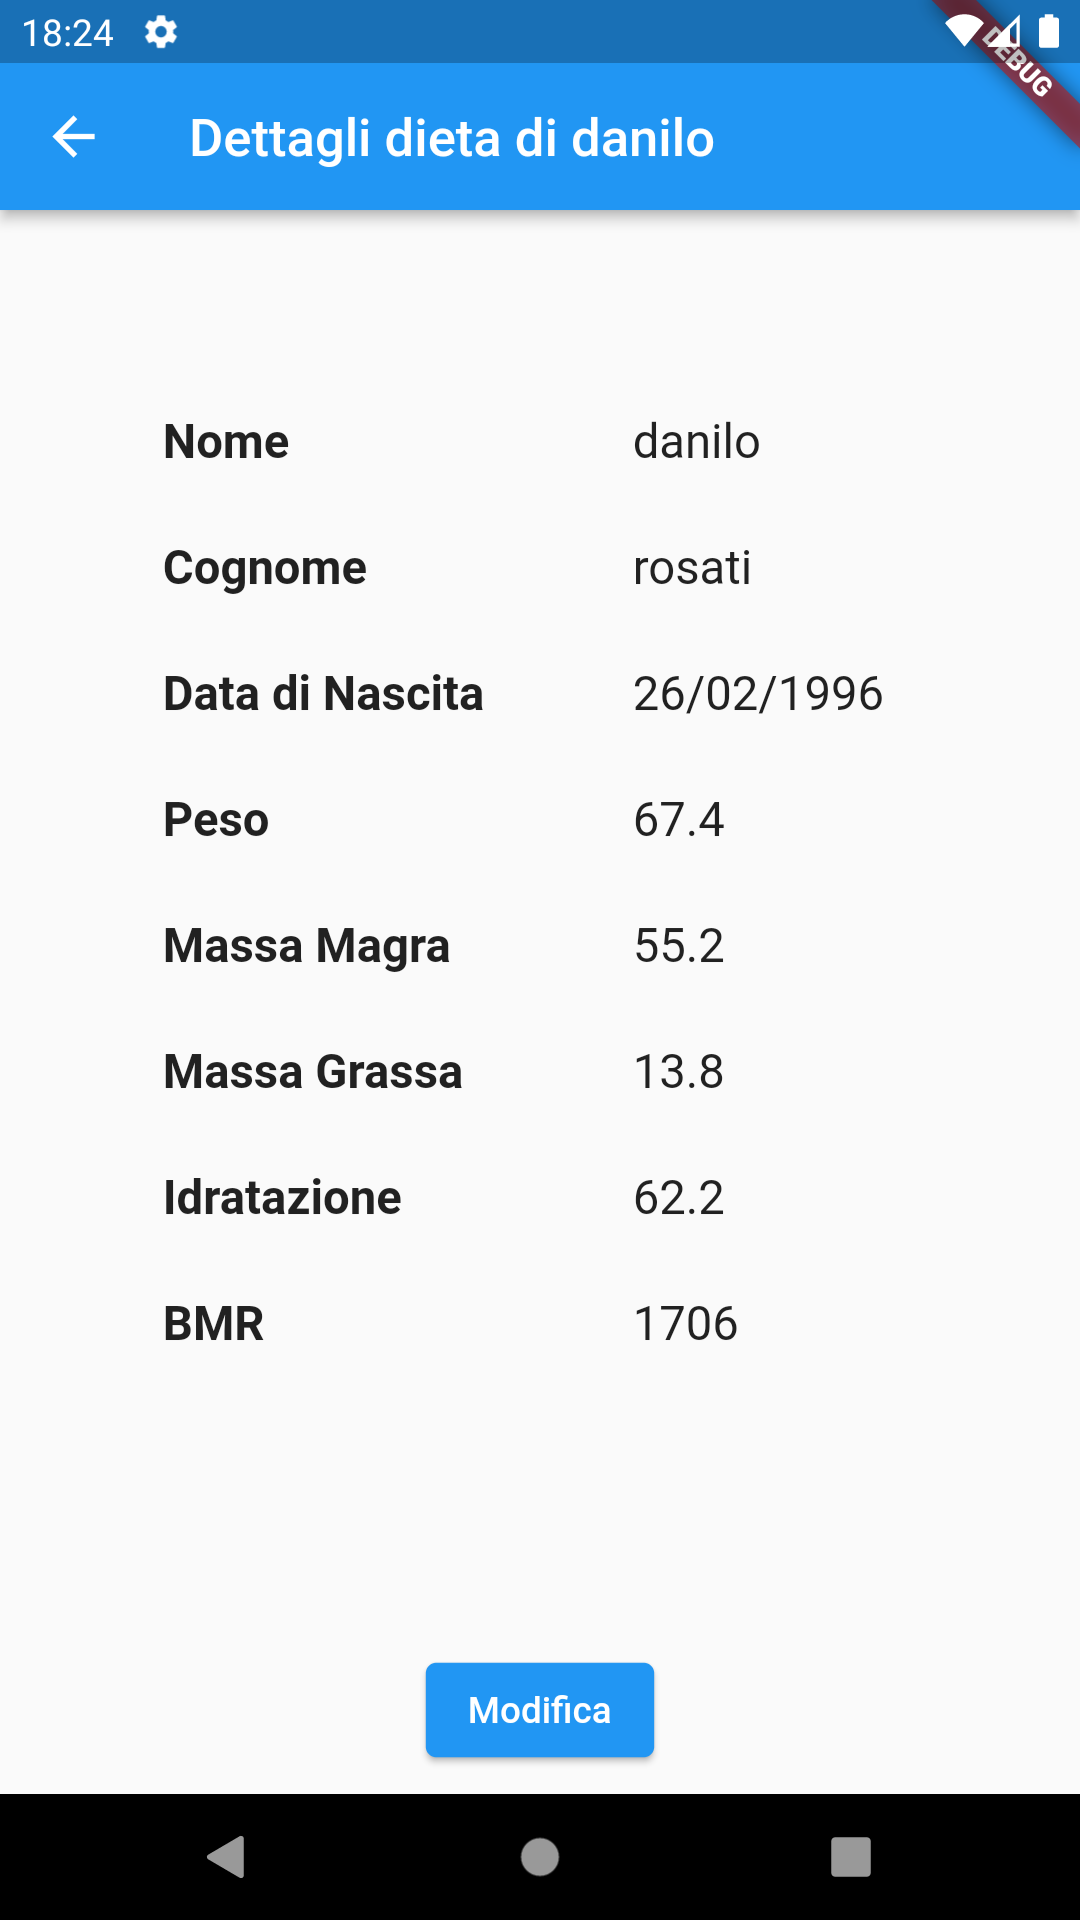 18:24
DEBUG
Dettagli dieta di danilo
Nome danilo
Cognome rosati
Data di Nascita 26/02/1996
Peso 67.4
Massa Magra 55.2
Massa Grassa 13.8
Idratazione 62.2
BMR 1706
Modifica